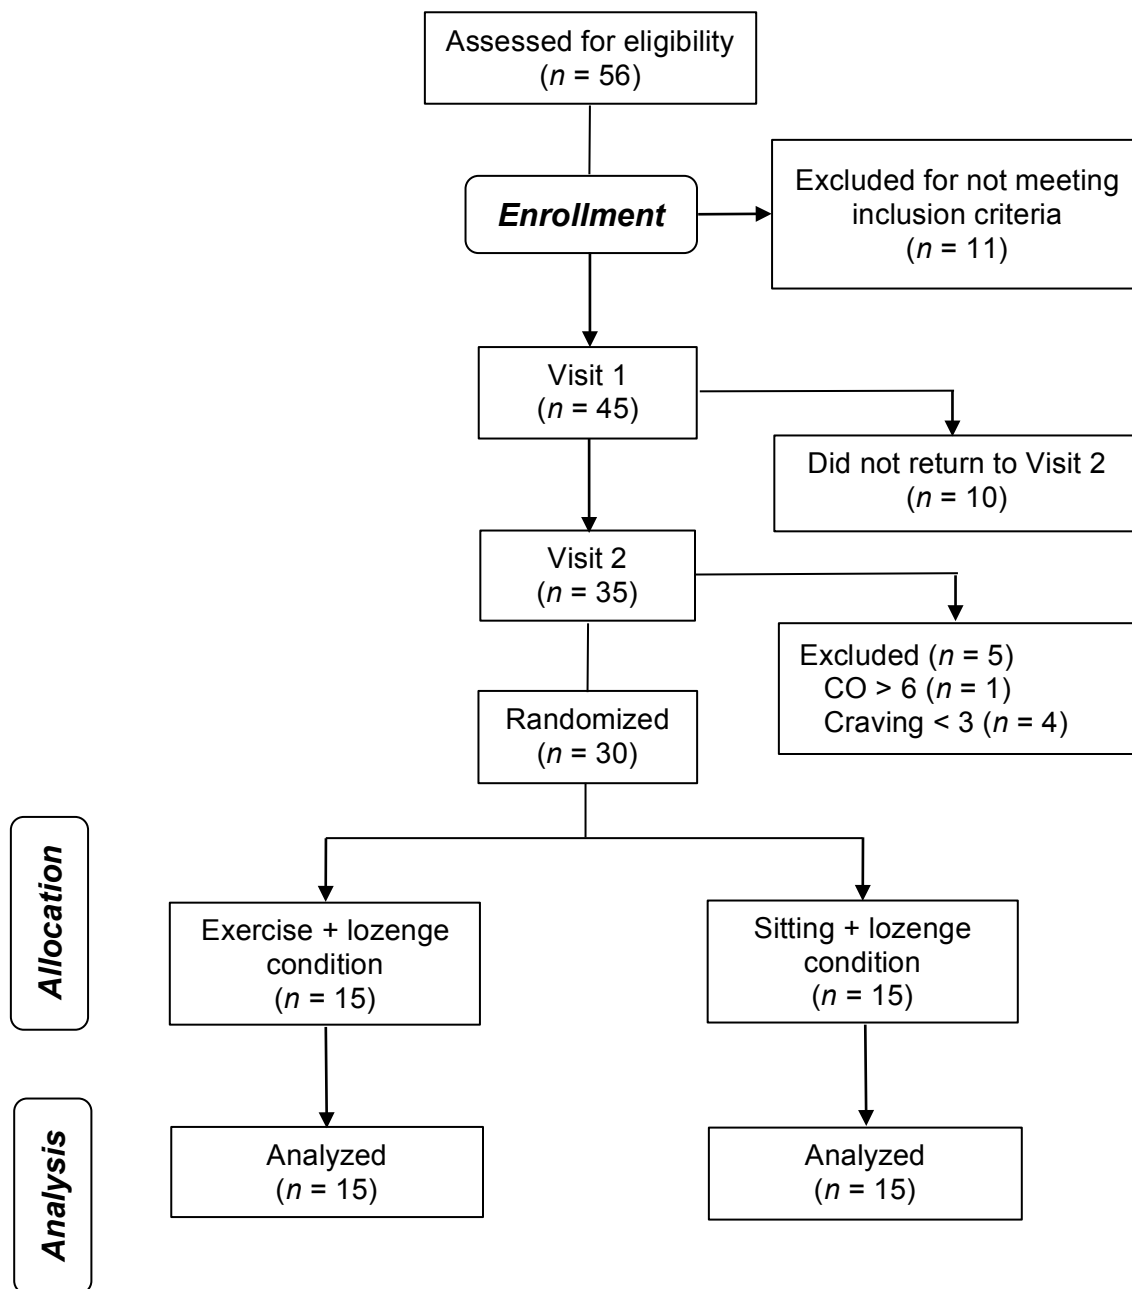 Assessed for eligibility
(n = 56)
Enrollment
Excluded for not meeting
inclusion criteria
(n = 11)
Visit 1
(n = 45)
Did not return to Visit 2
(n = 10)
Visit 2
(n = 35)
Excluded (n = 5)
CO > 6 (n = 1)
Craving < 3 (n = 4)
Randomized
(n = 30)
Allocation
Exercise + lozenge
condition
(n = 15)
Sitting + lozenge
condition
(n = 15)
Analysis
Analyzed
(n = 15)
Analyzed
(n = 15)